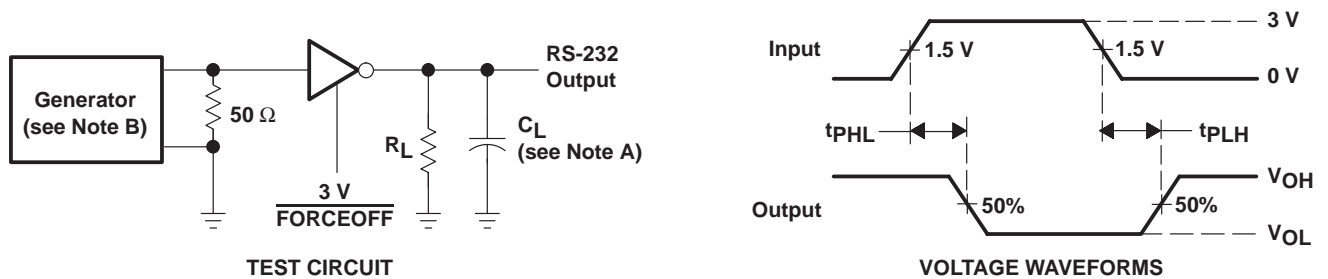 Generator
(see Note B)
50 Ω
3 V
FORCEOFF
RL
CL
(see Note A)
RS-232
Output
TEST CIRCUIT
Input
1.5 V
1.5 V
3 V
0 V
tPHL
tPLH
Output
50%
50%
VOH
VOL
VOLTAGE WAVEFORMS